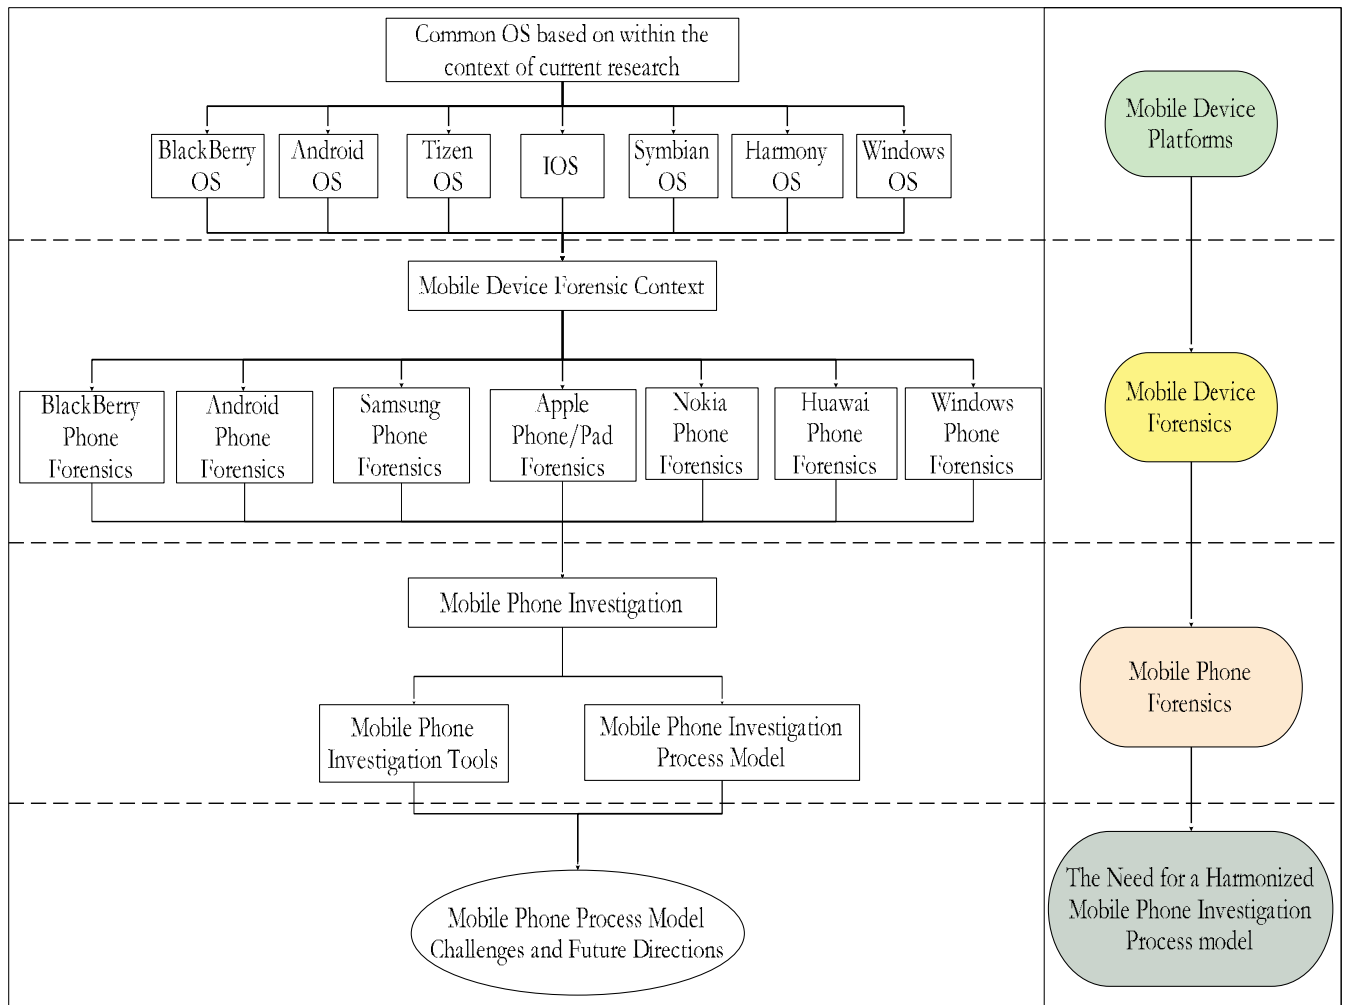 Common OS based on within the
context of current research
BlackBerry
OS
Android
OS
Tizen
OS
IOS
Symbian
OS
Harmony
OS
Windows
OS
Mobile Device Forensic Context
BlackBerry
Phone
Forensics
Android
Phone
Forensics
Samsung
Phone
Forensics
Apple
Phone/Pad
Forensics
Nokia
Phone
Forensics
Huawai
Phone
Forensics
Windows
Phone
Forensics
Mobile Phone Investigation
Mobile Phone
Investigation Tools
Mobile Phone Investigation
Process Model
Mobile Phone Process Model
Challenges and Future Directions
Mobile Device
Platforms
Mobile Device
Forensics
Mobile Phone
Forensics
The Need for a Harmonized
Mobile Phone Investigation
Process model